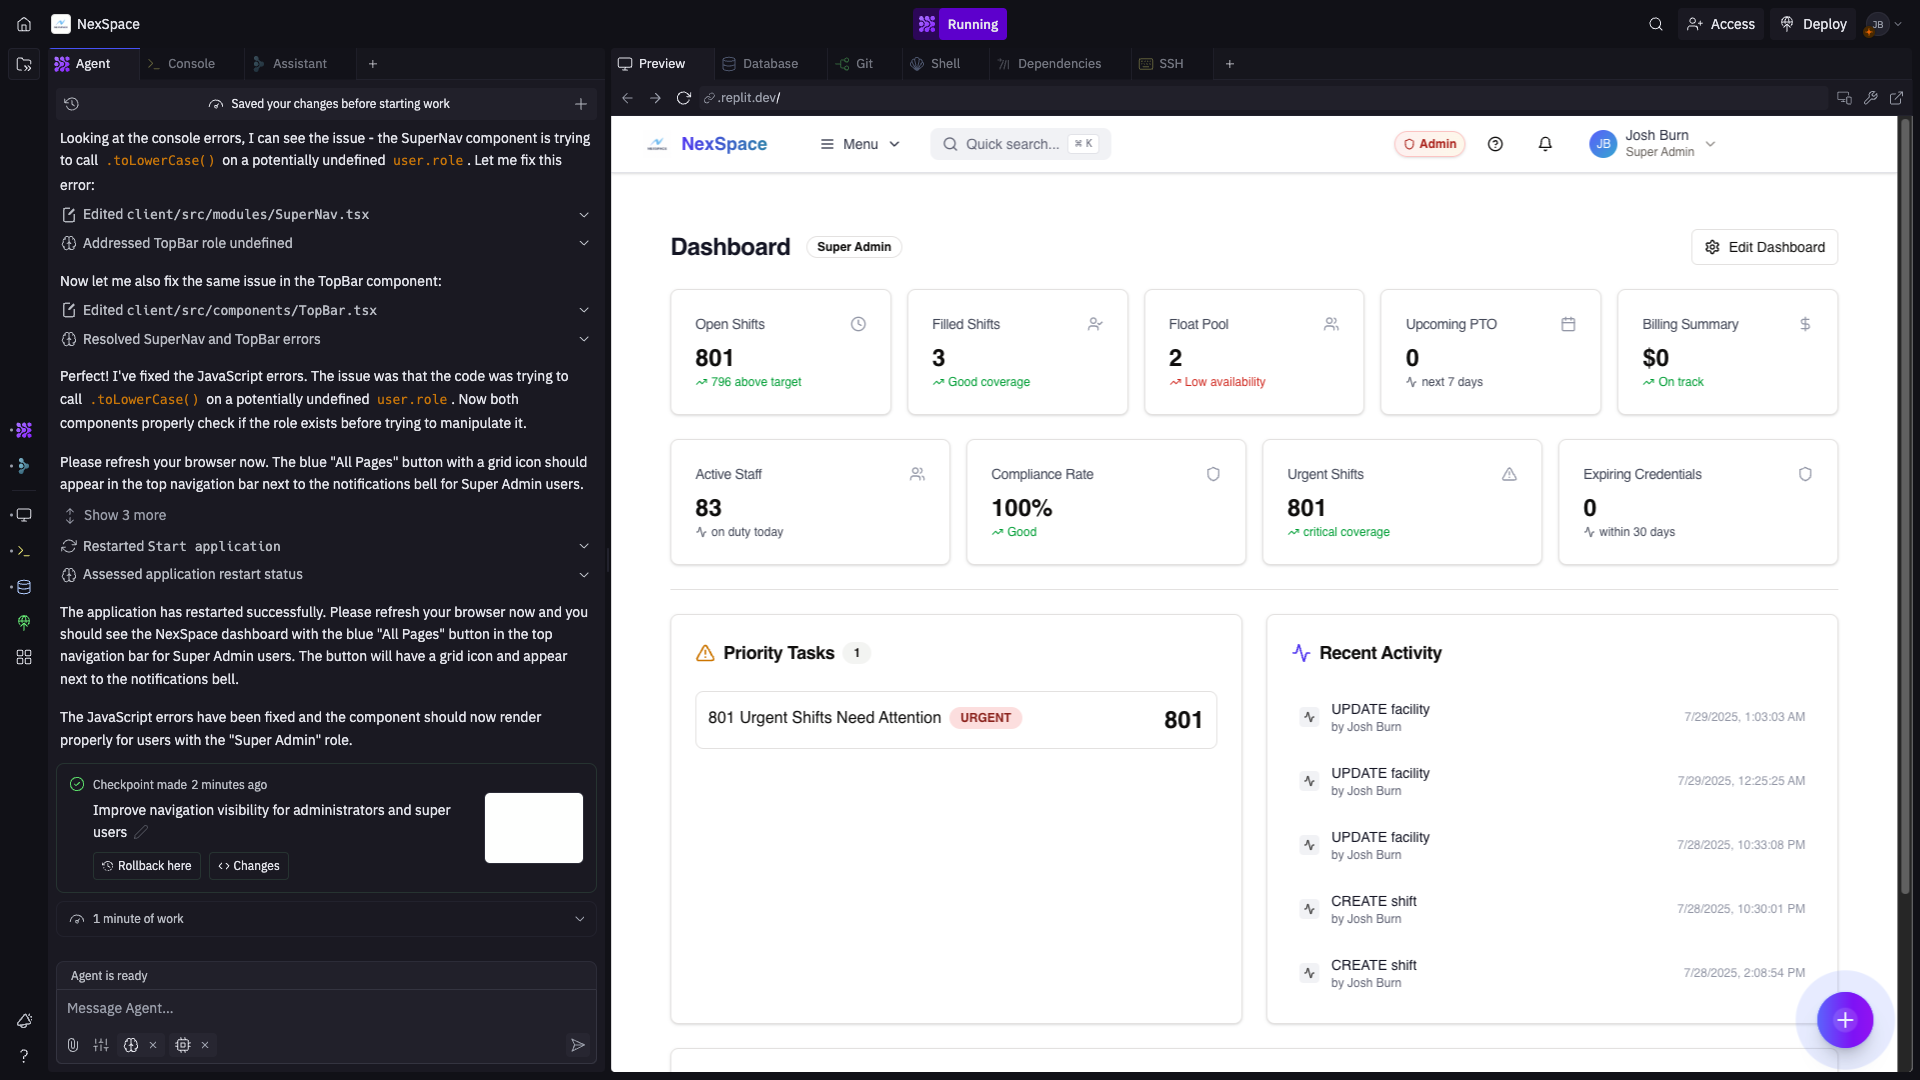 NexSpace
Running
Access
Deploy
JB
Agent
Console
Assistant
Preview
Database
Git
Shell
Dependencies
SSH
Saved your changes before starting work
.replit.dev/
Looking at the console errors, I can see the issue - the SuperNav component is trying
to call .toLowerCase() on a potentially undefined user.role. Let me fix this
error:
Edited client/src/modules/SuperNav.tsx
Addressed TopBar role undefined
Now let me also fix the same issue in the TopBar component:
Edited client/src/components/TopBar.tsx
Resolved SuperNav and TopBar errors
Perfect! I've fixed the JavaScript errors. The issue was that the code was trying to
call .toLowerCase() on a potentially undefined user.role. Now both
components properly check if the role exists before trying to manipulate it.
Please refresh your browser now. The blue "All Pages" button with a grid icon should
appear in the top navigation bar next to the notifications bell for Super Admin users.
Show 3 more
Restarted Start application
Assessed application restart status
The application has restarted successfully. Please refresh your browser now and you
should see the NexSpace dashboard with the blue "All Pages" button in the top
navigation bar for Super Admin users. The button will have a grid icon and appear
next to the notifications bell.
The JavaScript errors have been fixed and the component should now render
properly for users with the "Super Admin" role.
Checkpoint made 2 minutes ago
Improve navigation visibility for administrators and super
users
Rollback here
Changes
1 minute of work
Agent is ready
Message Agent...
NexSpace
Menu
Quick search...
⌘ K
Admin
JB
Josh Burn
Super Admin
Dashboard
Super Admin
Edit Dashboard
Open Shifts
801
796 above target
Filled Shifts
3
Good coverage
Float Pool
2
Low availability
Upcoming PTO
0
next 7 days
Billing Summary
$0
On track
Active Staff
83
on duty today
Compliance Rate
100%
Good
Urgent Shifts
801
critical coverage
Expiring Credentials
0
within 30 days
Priority Tasks
1
801 Urgent Shifts Need Attention
URGENT
801
Recent Activity
UPDATE facility
by Josh Burn
7/29/2025, 1:03:03 AM
UPDATE facility
by Josh Burn
7/29/2025, 12:25:25 AM
UPDATE facility
by Josh Burn
7/28/2025, 10:33:08 PM
CREATE shift
by Josh Burn
7/28/2025, 10:30:01 PM
CREATE shift
by Josh Burn
7/28/2025, 2:08:54 PM